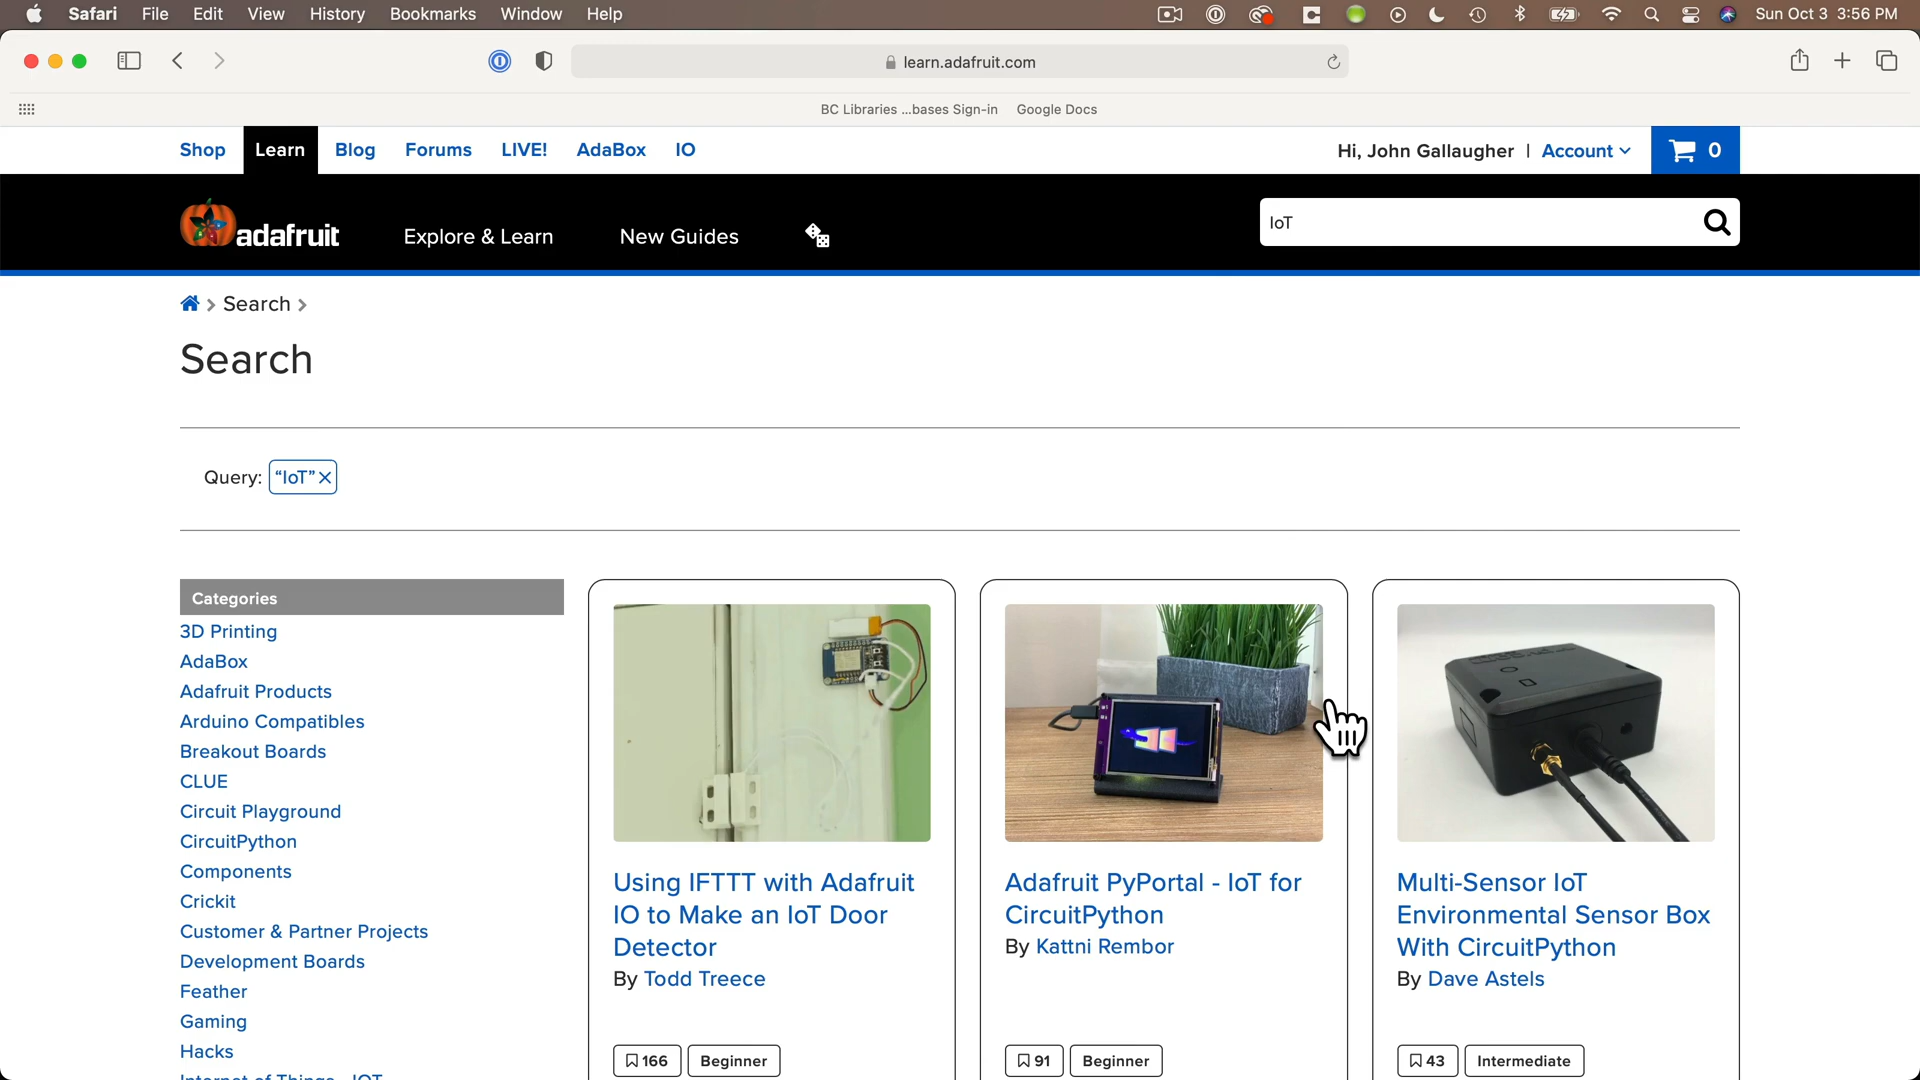 Safari File Edit View History Bookmarks Window Help Sun Oct 3 3:56 PM
learn.adafruit.com
BC Libraries ...bases Sign-in Google Docs
Shop Learn Blog Forums LIVE! AdaBox IO Hi, John Gallaugher | Account 0
adafruit Explore & Learn New Guides IoT
Search
Search
Query: “IoT”
Categories
3D Printing
AdaBox
Adafruit Products
Arduino Compatibles
Breakout Boards
CLUE
Circuit Playground
CircuitPython
Components
Crickit
Customer & Partner Projects
Development Boards
Feather
Gaming
Hacks
Internet of Things - IOT
Using IFTTT with Adafruit
IO to Make an IoT Door
Detector
By Todd Treece
166 Beginner
Adafruit PyPortal - IoT for
CircuitPython
By Kattni Rembor
91 Beginner
Multi-Sensor IoT
Environmental Sensor Box
With CircuitPython
By Dave Astels
43 Intermediate